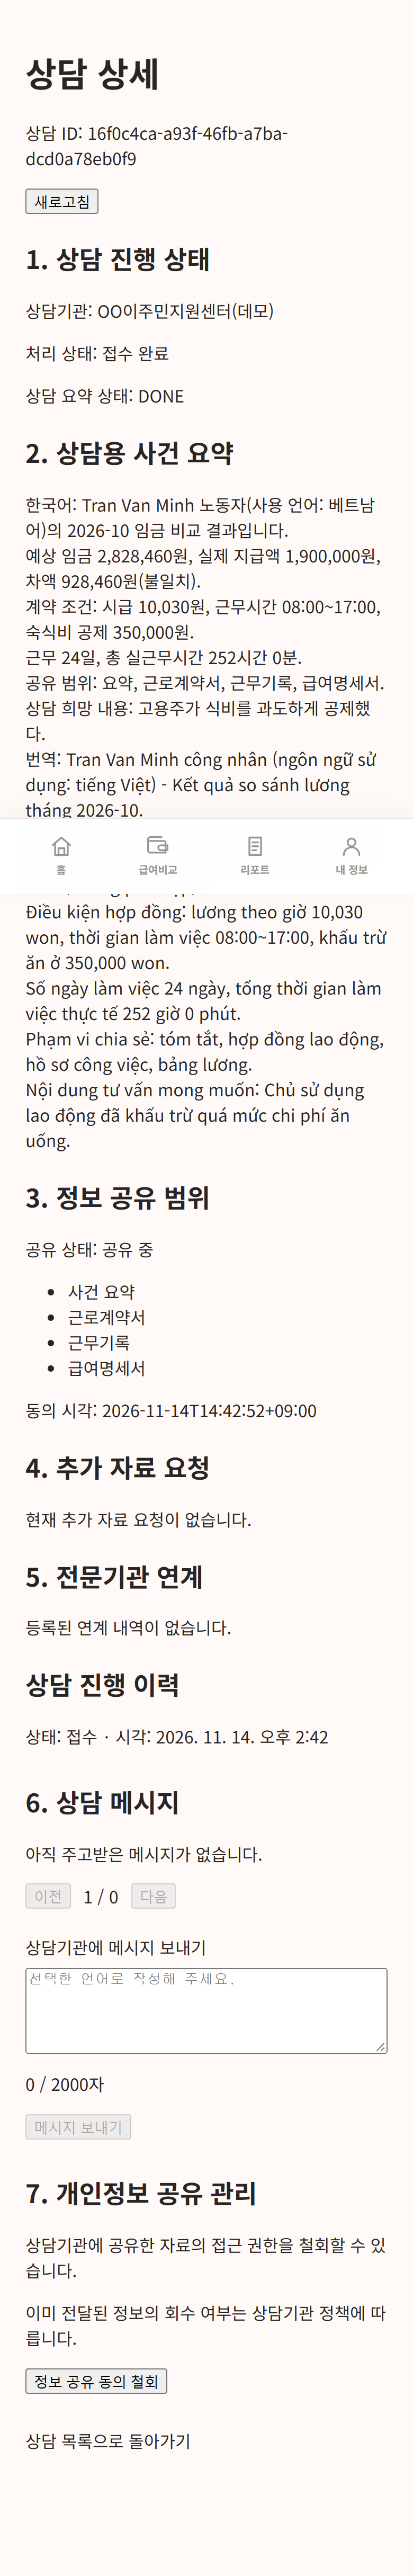 상담 상세
상담 ID: 16f0c4ca-a93f-46fb-a7ba-
dcd0a78eb0f9
새로고침
1. 상담 진행 상태
상담기관: OO이주민지원센터(데모)
처리 상태: 접수 완료
상담 요약 상태: DONE
2. 상담용 사건 요약
한국어: Tran Van Minh 노동자(사용 언어: 베트남
어)의 2026-10 임금 비교 결과입니다.
예상 임금 2,828,460원, 실제 지급액 1,900,000원,
차액 928,460원(불일치).
계약 조건: 시급 10,030원, 근무시간 08:00~17:00,
숙식비 공제 350,000원.
근무 24일, 총 실근무시간 252시간 0분.
공유 범위: 요약, 근로계약서, 근무기록, 급여명세서.
상담 희망 내용: 고용주가 식비를 과도하게 공제했
다.
번역: Tran Van Minh công nhân (ngôn ngữ sử
dụng: tiếng Việt) - Kết quả so sánh lương
tháng 2026-10.
홈 급여비교 리포트 내 정보
Điều kiện hợp đồng: lương theo giờ 10,030
won, thời gian làm việc 08:00~17:00, khấu trừ
ăn ở 350,000 won.
Số ngày làm việc 24 ngày, tổng thời gian làm
việc thực tế 252 giờ 0 phút.
Phạm vi chia sẻ: tóm tắt, hợp đồng lao động,
hồ sơ công việc, bảng lương.
Nội dung tư vấn mong muốn: Chủ sử dụng
lao động đã khấu trừ quá mức chi phí ăn
uống.
3. 정보 공유 범위
공유 상태: 공유 중
사건 요약
근로계약서
근무기록
급여명세서
동의 시각: 2026-11-14T14:42:52+09:00
4. 추가 자료 요청
현재 추가 자료 요청이 없습니다.
5. 전문기관 연계
등록된 연계 내역이 없습니다.
상담 진행 이력
상태: 접수 · 시각: 2026. 11. 14. 오후 2:42
6. 상담 메시지
아직 주고받은 메시지가 없습니다.
이전 1 / 0 다음
상담기관에 메시지 보내기
선택한 언어로 작성해 주세요.
0 / 2000자
메시지 보내기
7. 개인정보 공유 관리
상담기관에 공유한 자료의 접근 권한을 철회할 수 있
습니다.
이미 전달된 정보의 회수 여부는 상담기관 정책에 따
릅니다.
정보 공유 동의 철회
상담 목록으로 돌아가기